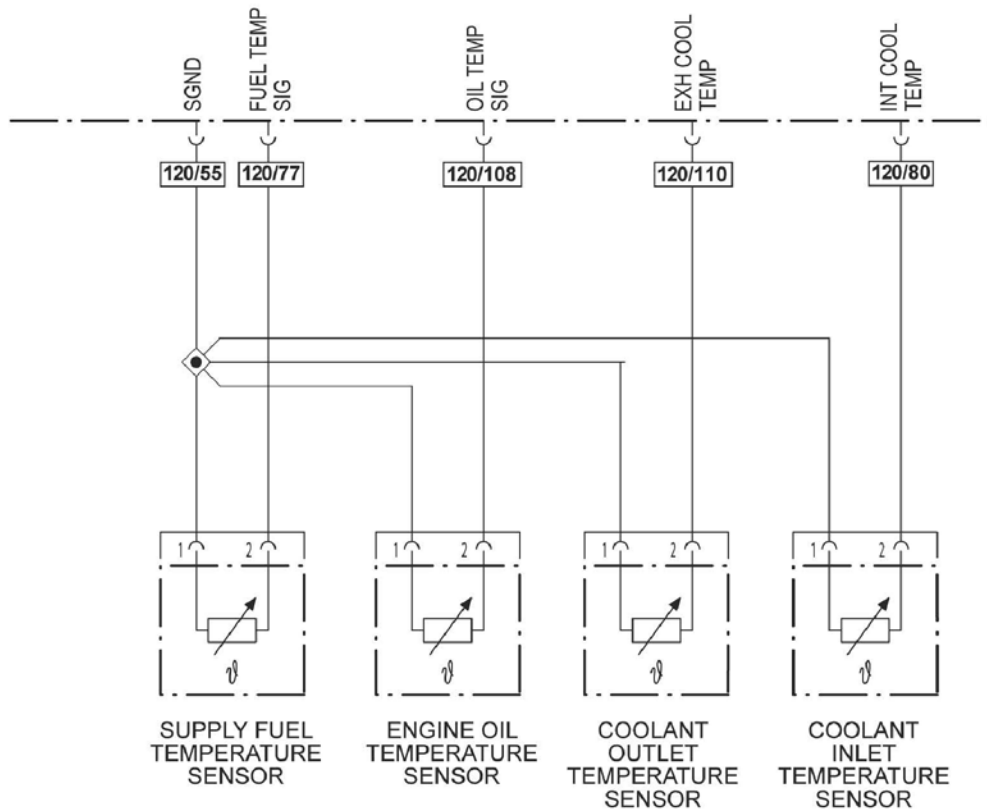 SGND
FUEL TEMP
SIG
OIL TEMP
SIG
EXH COOL
TEMP
INT COOL
TEMP
120/55
120/77
120/108
120/110
120/80
1
2
1
2
1
2
1
2
ϑ
ϑ
ϑ
ϑ
SUPPLY FUEL
TEMPERATURE
SENSOR
ENGINE OIL
TEMPERATURE
SENSOR
COOLANT
OUTLET
TEMPERATURE
SENSOR
COOLANT
INLET
TEMPERATURE
SENSOR